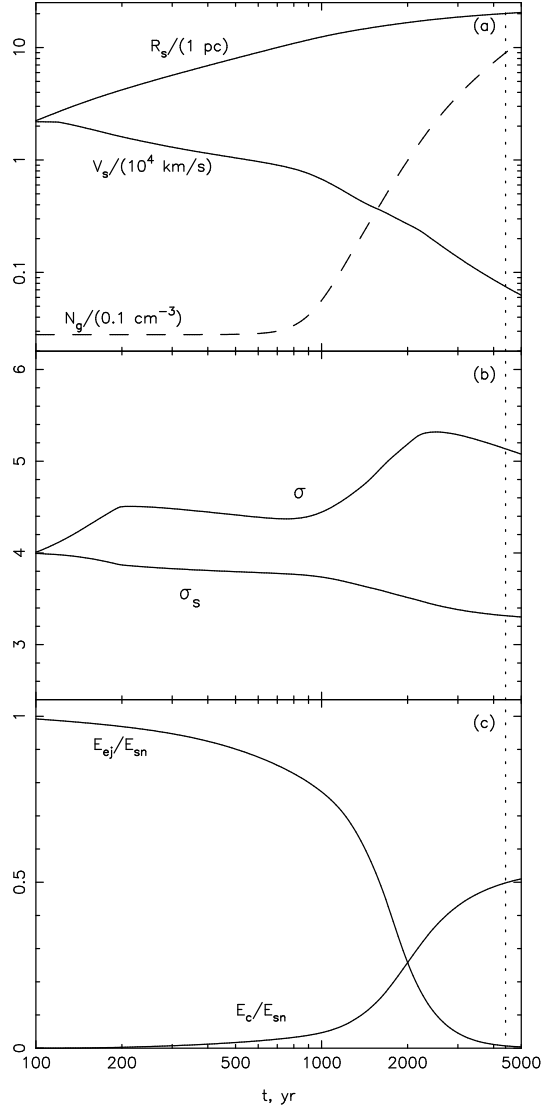 (a)
10
R_s/(1 pc)
1
V_s/(10^4 km/s)
0.1
N_g/(0.1 cm^-3)
(b)
6
5
σ
4
σ_s
3
(c)
1
E_ej/E_sn
0.5
E_c/E_sn
0
100 200 500 1000 2000 5000
t, yr